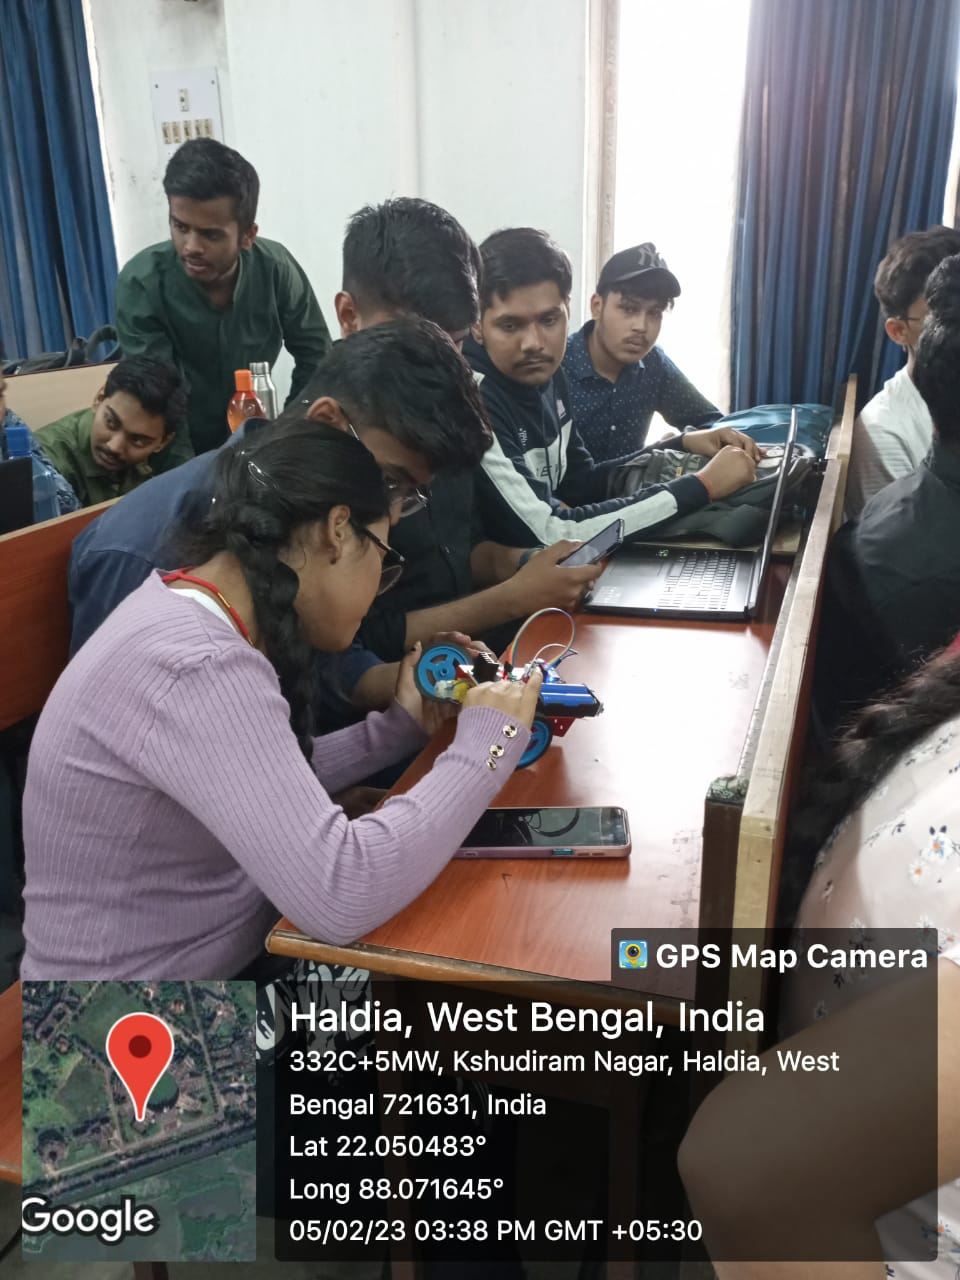 GPS Map Camera
Haldia, West Bengal, India
332C+5MW, Kshudiram Nagar, Haldia, West
Bengal 721631, India
Lat 22.050483°
Long 88.071645°
05/02/23 03:38 PM GMT +05:30
Google